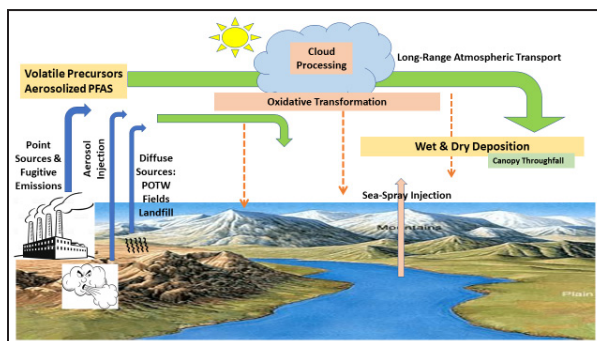 Cloud
Processing
Long-Range Atmospheric Transport
Volatile Precursors
Aerosolized PFAS
Oxidative Transformation
Point
Sources &
Fugitive
Emissions
Aerosol
Injection
Diffuse
Sources:
POTW
Fields
Landfill
Wet & Dry Deposition
Canopy Throughfall
Sea-Spray Injection
Mountains
Plain